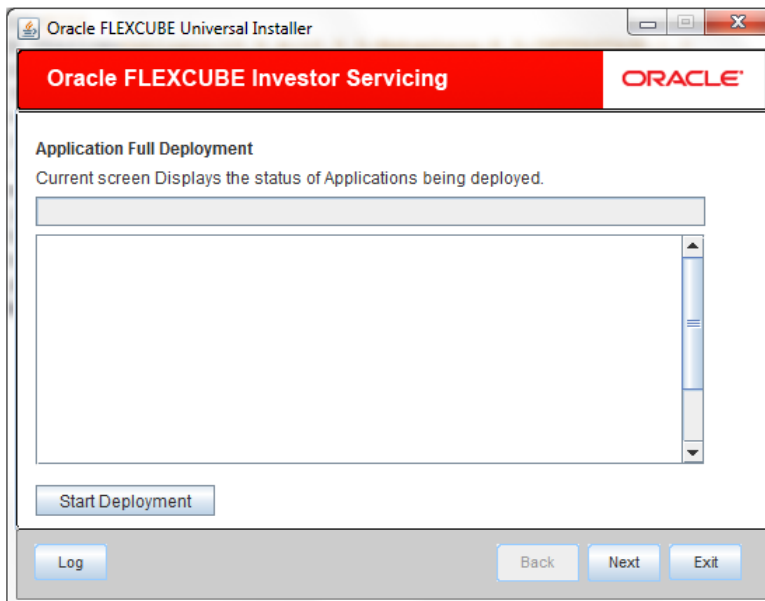 Oracle FLEXCUBE Universal Installer
Oracle FLEXCUBE Investor Servicing
ORACLE
Application Full Deployment
Current screen Displays the status of Applications being deployed.
Start Deployment
Log
Back
Next
Exit